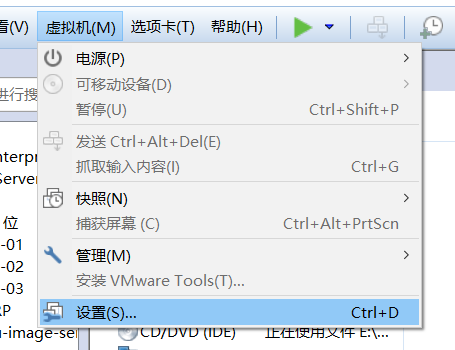 看(V) 虚拟机(M) 选项卡(T) 帮助(H)
电源(P)
进行搜
可移动设备(D)
暂停(U) Ctrl+Shift+P
发送 Ctrl+Alt+Del(E)
nterpr
抓取输入内容(I) Ctrl+G
Server
快照(N)
位
捕获屏幕 (C) Ctrl+Alt+PrtScn
-01
管理(M)
-02
安装 VMware Tools(T)...
-03
设置(S)... Ctrl+D
RP
u-image-se
CD/DVD (IDE) 正在使用文件 E:\...